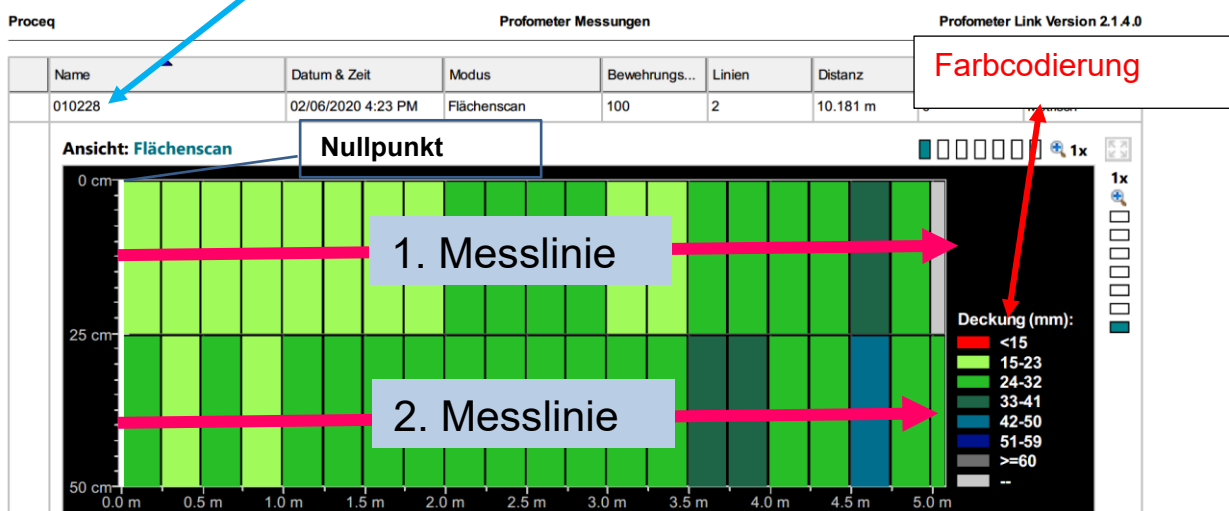 Proceq Profometer Messungen Profometer Link Version 2.1.4.0
Farbcodierung
Name Datum & Zeit Modus Bewehrungs... Linien Distanz
010228 02/06/2020 4:23 PM Flächenscan 100 2 10.181 m
Ansicht: Flächenscan
Nullpunkt
1x
1x
0 cm
1. Messlinie
25 cm
2. Messlinie
50 cm
Deckung (mm):
<15
15-23
24-32
33-41
42-50
51-59
>=60
--
0.0 m 0.5 m 1.0 m 1.5 m 2.0 m 2.5 m 3.0 m 3.5 m 4.0 m 4.5 m 5.0 m